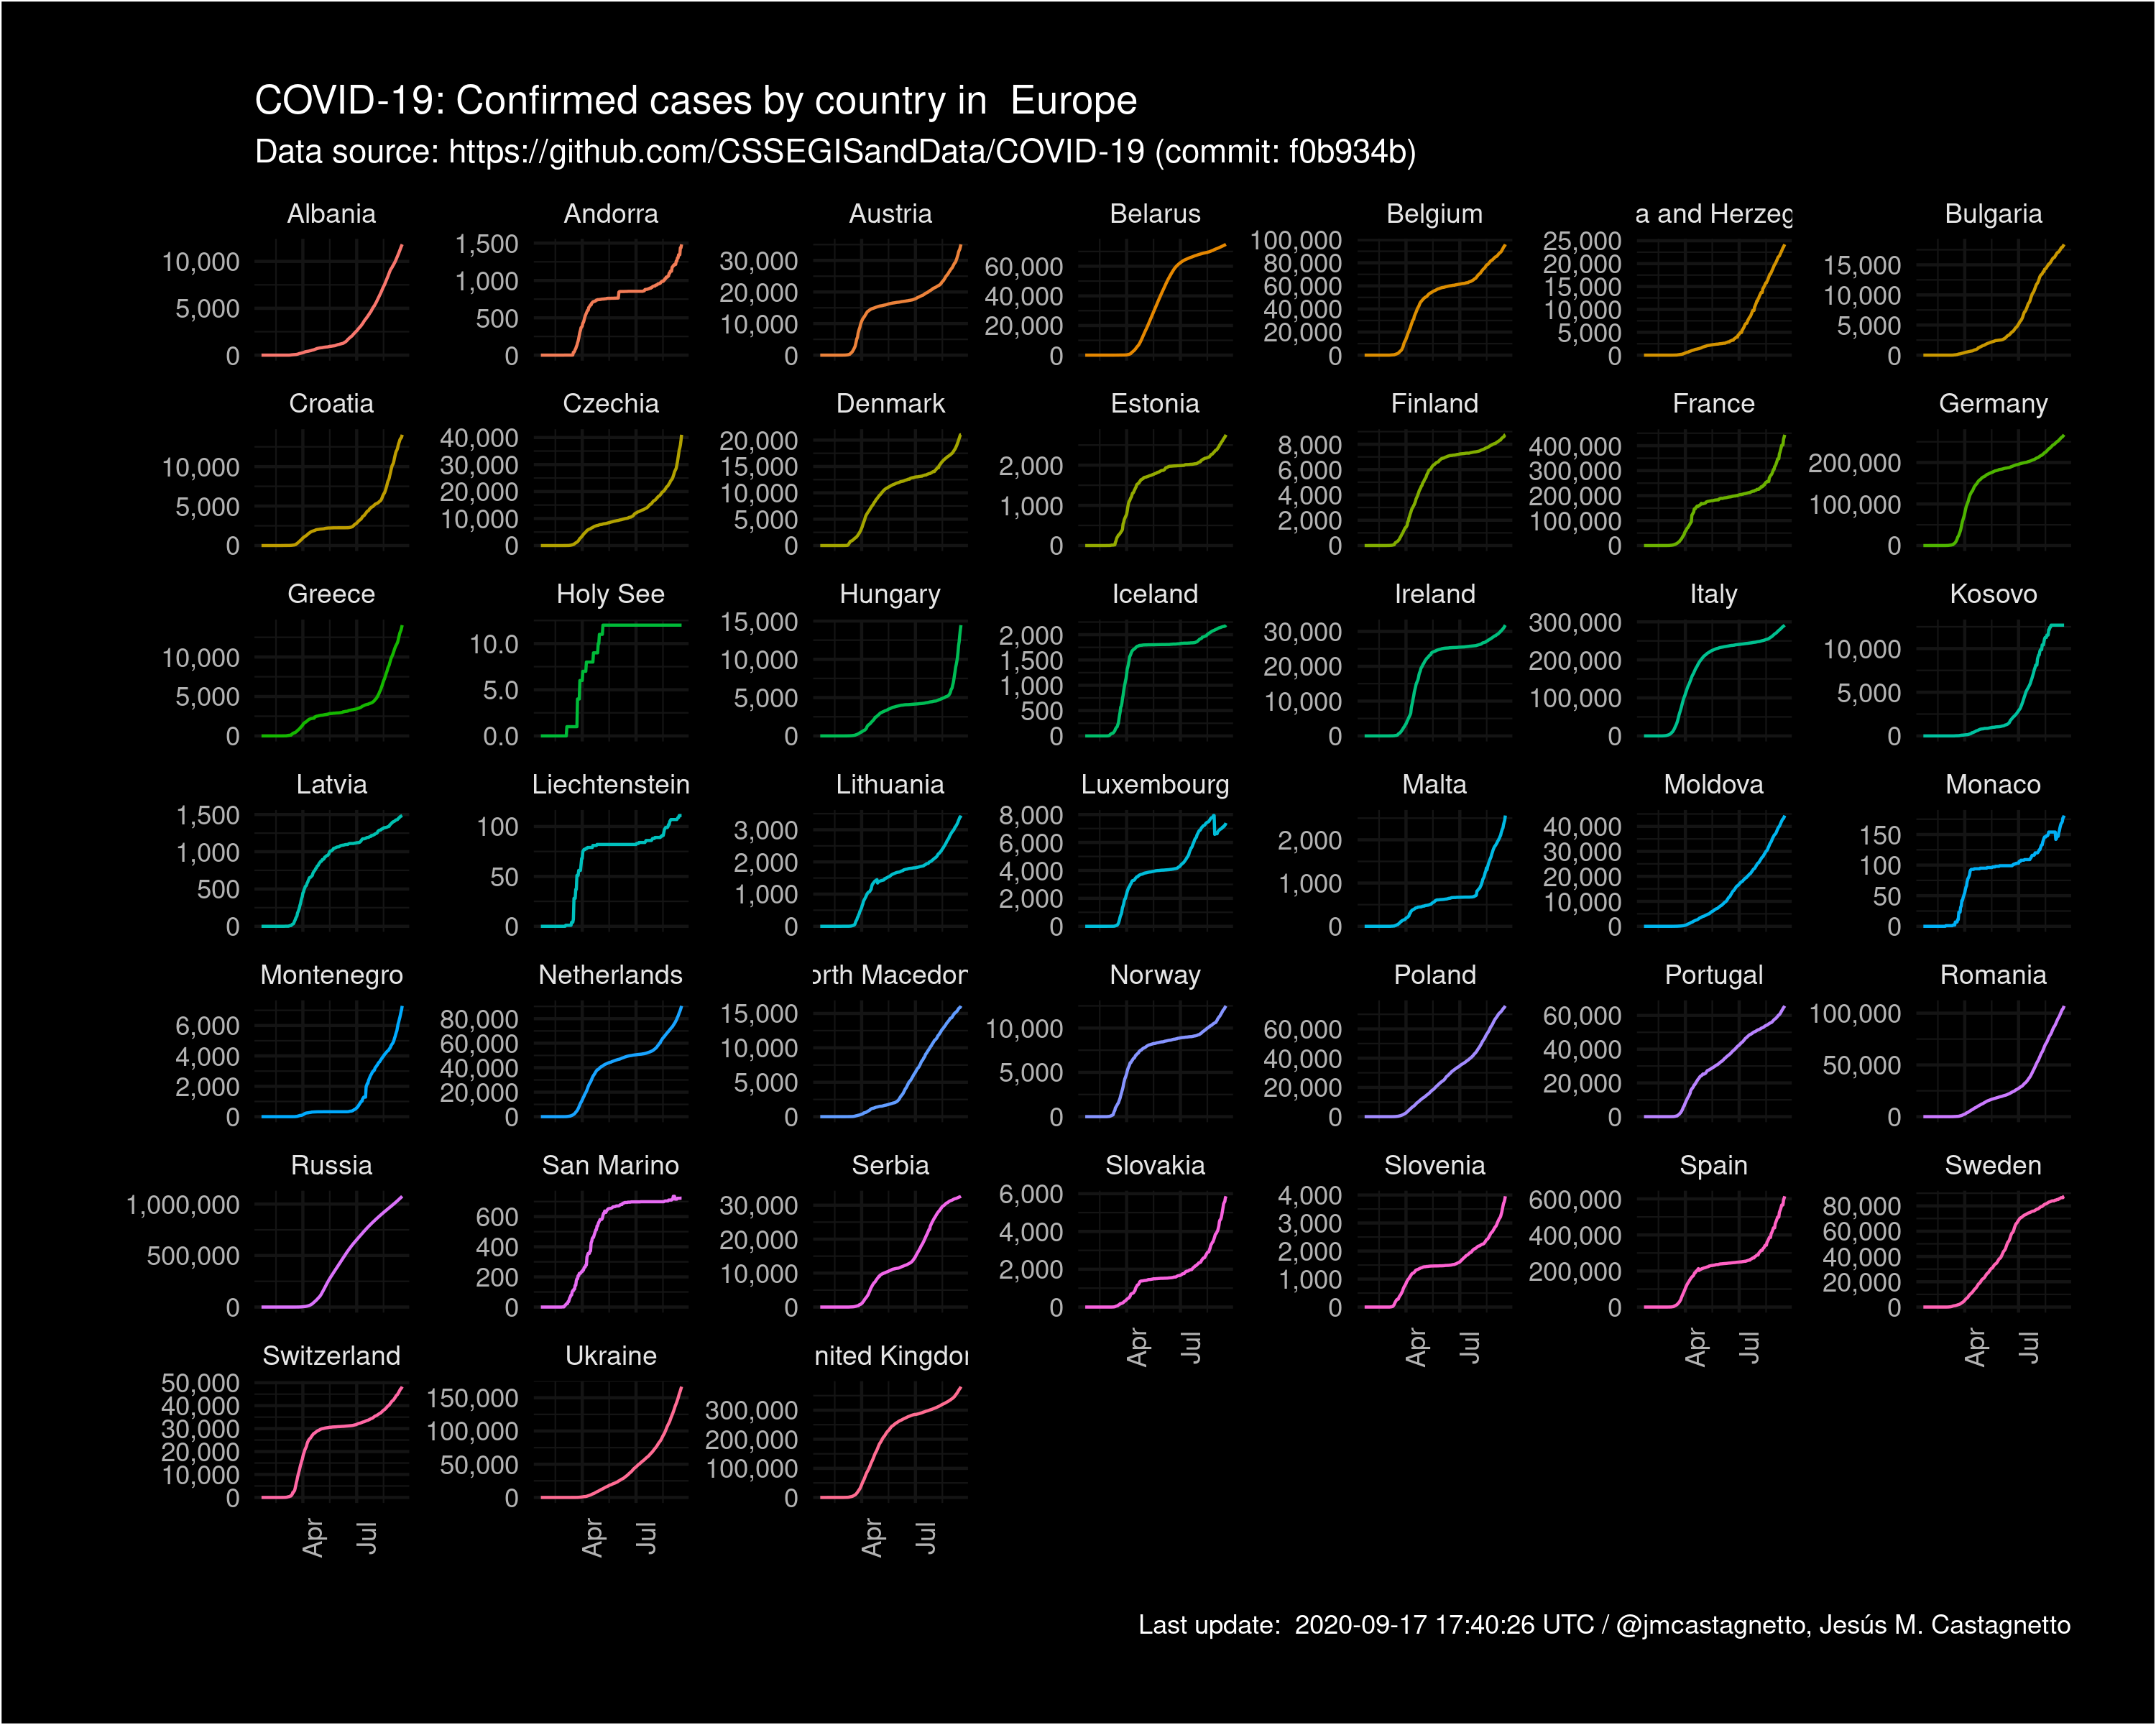 COVID-19: Confirmed cases by country in  Europe
Data source: https://github.com/CSSEGISandData/COVID-19 (commit: f0b934b)
Albania Andorra Austria Belarus Belgium a and Herzeg Bulgaria
10,000 5,000 0
1,500 1,000 500 0
30,000 20,000 10,000 0
60,000 40,000 20,000 0
100,000 80,000 60,000 40,000 20,000 0
25,000 20,000 15,000 10,000 5,000 0
15,000 10,000 5,000 0
Croatia Czechia Denmark Estonia Finland France Germany
10,000 5,000 0
40,000 30,000 20,000 10,000 0
20,000 15,000 10,000 5,000 0
2,000 1,000 0
8,000 6,000 4,000 2,000 0
400,000 300,000 200,000 100,000 0
200,000 100,000 0
Greece Holy See Hungary Iceland Ireland Italy Kosovo
10,000 5,000 0
10.0 5.0 0.0
15,000 10,000 5,000 0
2,000 1,500 1,000 500 0
30,000 20,000 10,000 0
300,000 200,000 100,000 0
10,000 5,000 0
Latvia Liechtenstein Lithuania Luxembourg Malta Moldova Monaco
1,500 1,000 500 0
100 50 0
3,000 2,000 1,000 0
8,000 6,000 4,000 2,000 0
2,000 1,000 0
40,000 30,000 20,000 10,000 0
150 100 50 0
Montenegro Netherlands orth Macedon Norway Poland Portugal Romania
6,000 4,000 2,000 0
80,000 60,000 40,000 20,000 0
15,000 10,000 5,000 0
10,000 5,000 0
60,000 40,000 20,000 0
60,000 40,000 20,000 0
100,000 50,000 0
Russia San Marino Serbia Slovakia Slovenia Spain Sweden
1,000,000 500,000 0
600 400 200 0
30,000 20,000 10,000 0
6,000 4,000 2,000 0
4,000 3,000 2,000 1,000 0
600,000 400,000 200,000 0
80,000 60,000 40,000 20,000 0
Apr Jul Apr Jul Apr Jul Apr Jul
Switzerland Ukraine nited Kingdor
50,000 40,000 30,000 20,000 10,000 0
150,000 100,000 50,000 0
300,000 200,000 100,000 0
Apr Jul Apr Jul Apr Jul
Last update:  2020-09-17 17:40:26 UTC / @jmcastagnetto, Jesús M. Castagnetto